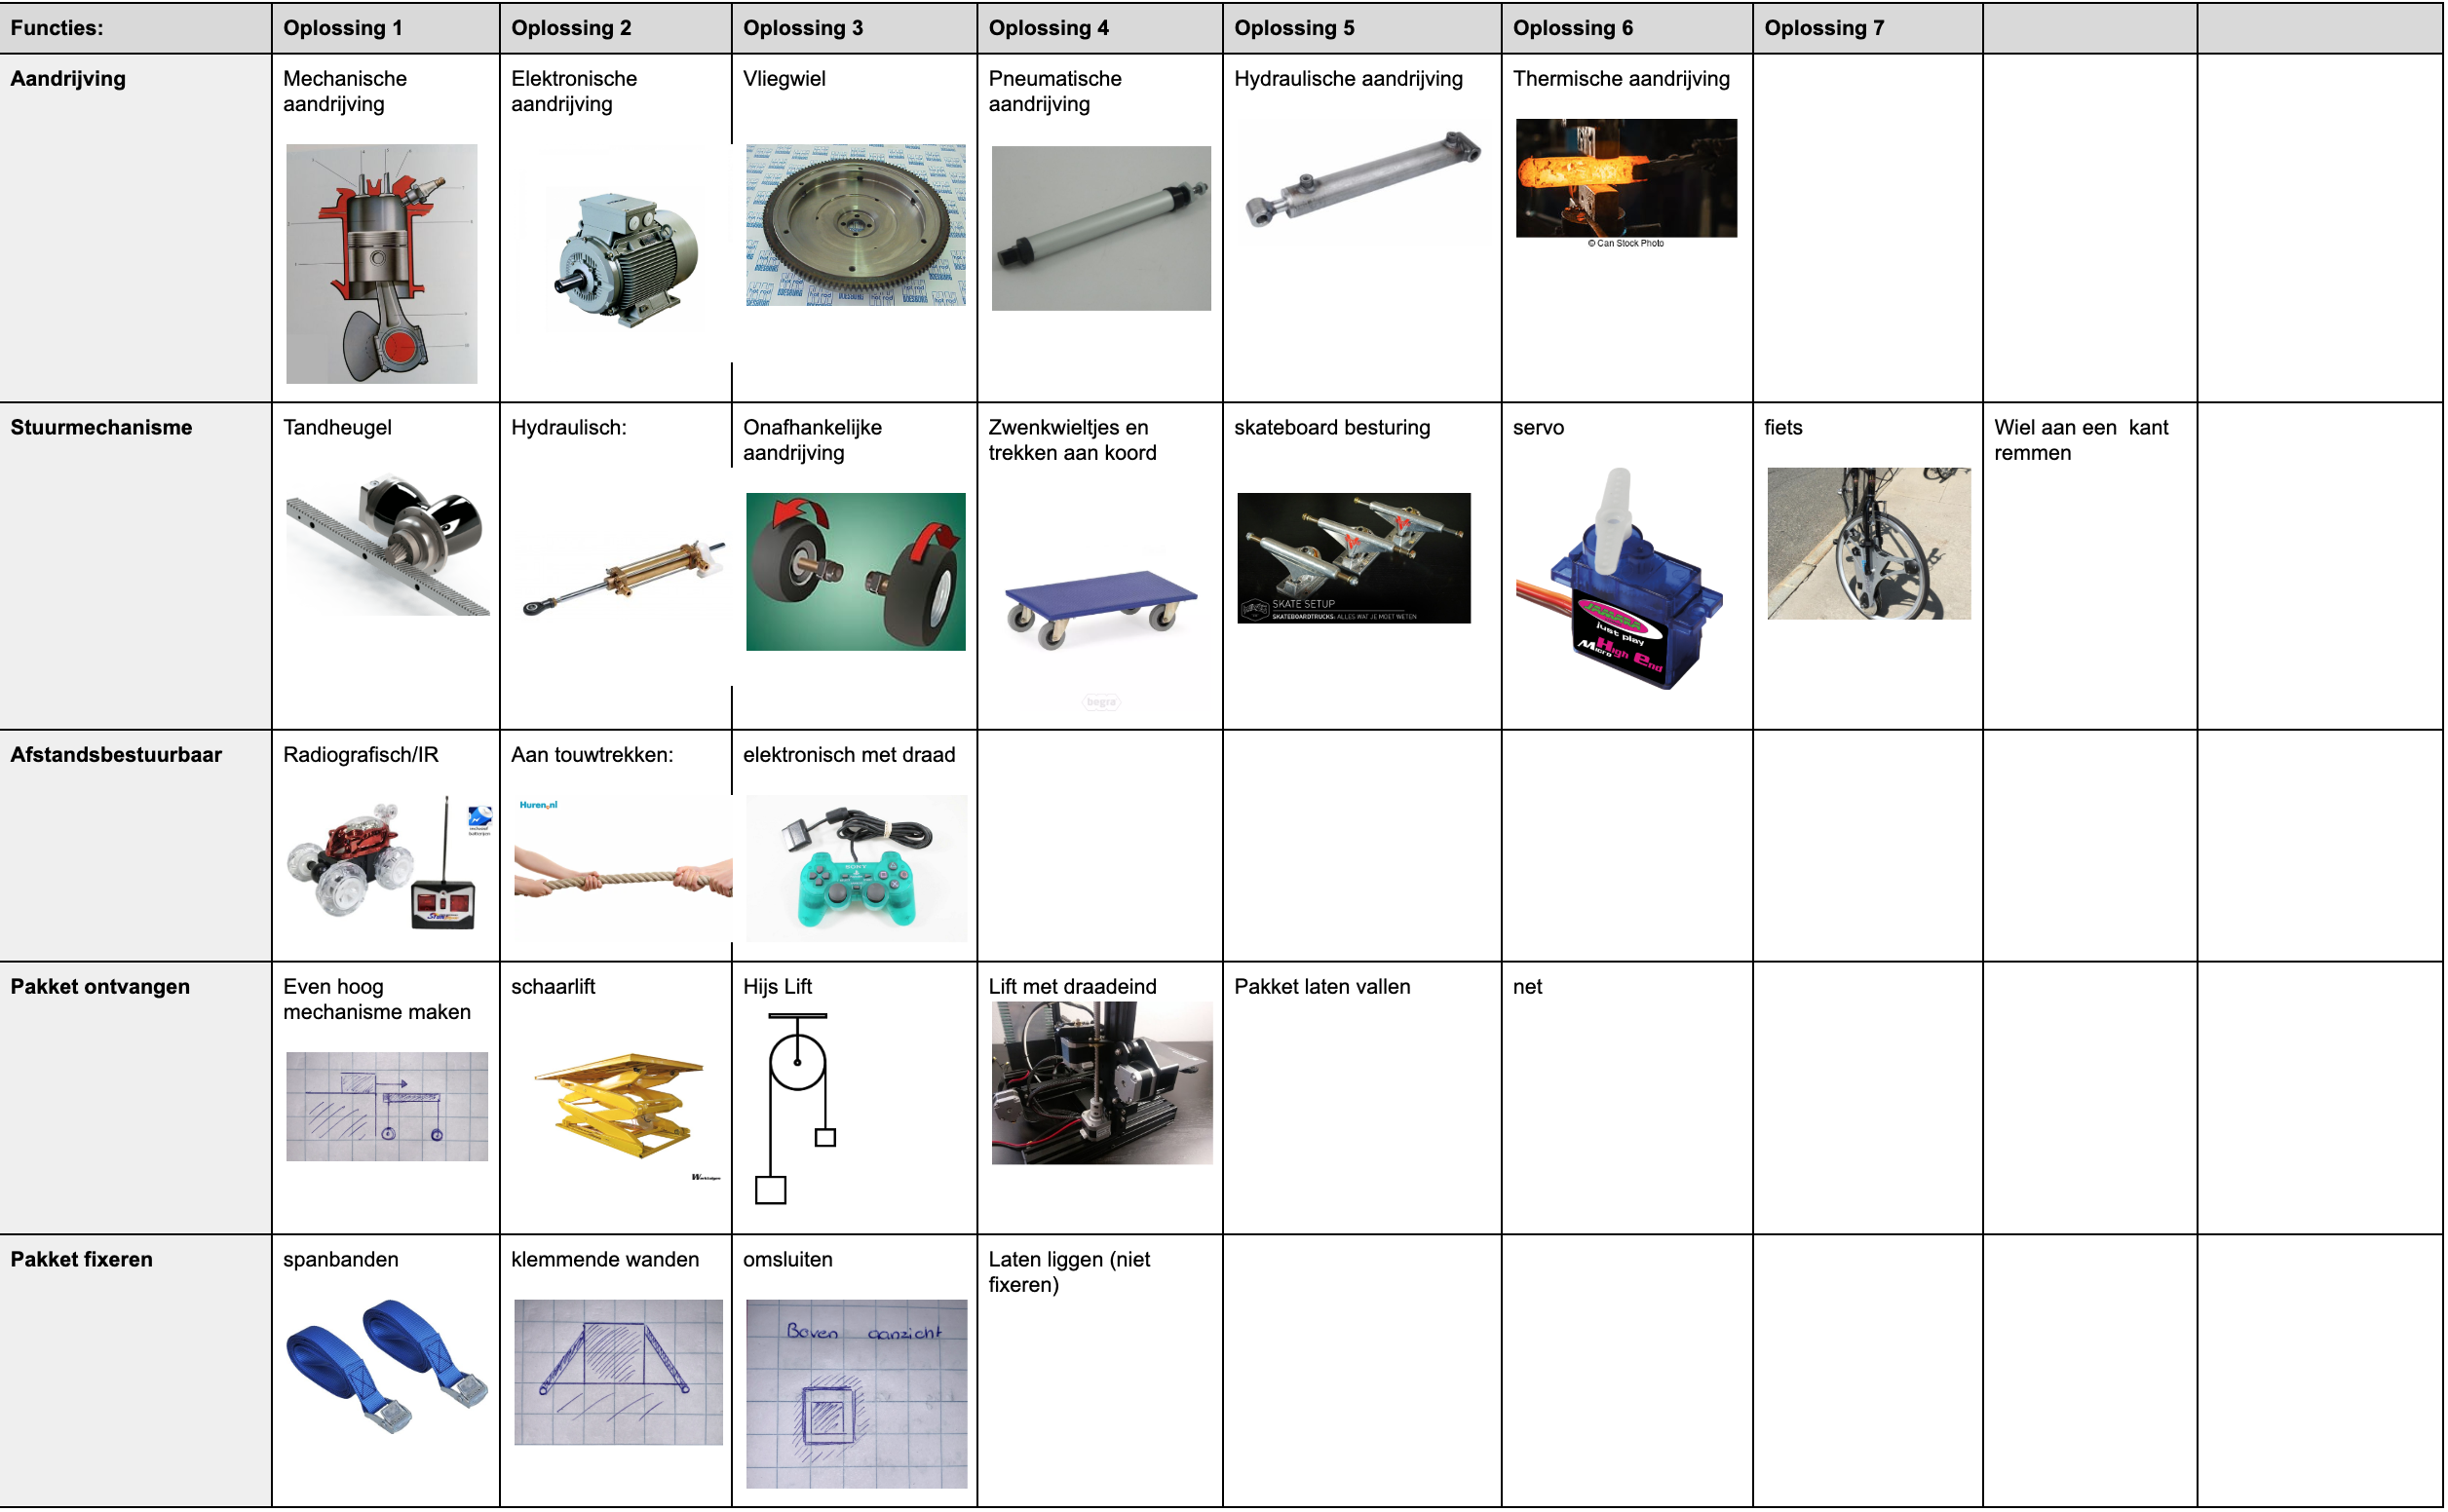 Functies:
Oplossing 1
Oplossing 2
Oplossing 3
Oplossing 4
Oplossing 5
Oplossing 6
Oplossing 7
Aandrijving
Mechanische
aandrijving
Elektronische
aandrijving
Vliegwiel
Pneumatische
aandrijving
Hydraulische aandrijving
Thermische aandrijving
© Can Stock Photo
Stuurmechanisme
Tandheugel
Hydraulisch:
Onafhankelijke
aandrijving
Zwenkwieltjes en
trekken aan koord
begra
skateboard besturing
SKATE SETUP
SKATEBOARDTRUCKS: ALLES WAT JE MOET WETEN
servo
JAMARA
just play
High End
Micro
fiets
Wiel aan een  kant
remmen
Afstandsbestuurbaar
Radiografisch/IR
Aan touwtrekken:
Huren.nl
elektronisch met draad
SONY
Pakket ontvangen
Even hoog
mechanisme maken
schaarlift
Hijs Lift
Lift met draadeind
Pakket laten vallen
net
Pakket fixeren
spanbanden
klemmende wanden
omsluiten
Boven aanzicht
Laten liggen (niet
fixeren)